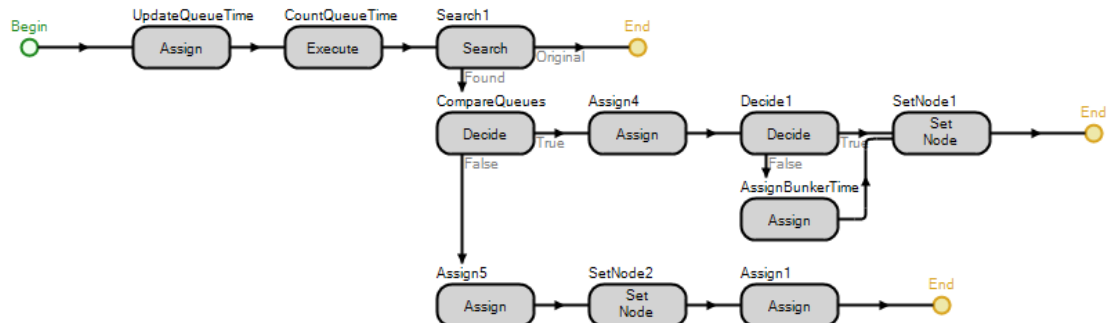 UpdateQueueTime CountQueueTime Search1
Begin End
Assign Execute Search
Original
Found
CompareQueues Assign4 Decide1 SetNode1
End
Decide Assign Decide Set
Node
True True
False False
AssignBunkerTime
Assign
Assign5 SetNode2 Assign1
End
Assign Set
Node Assign